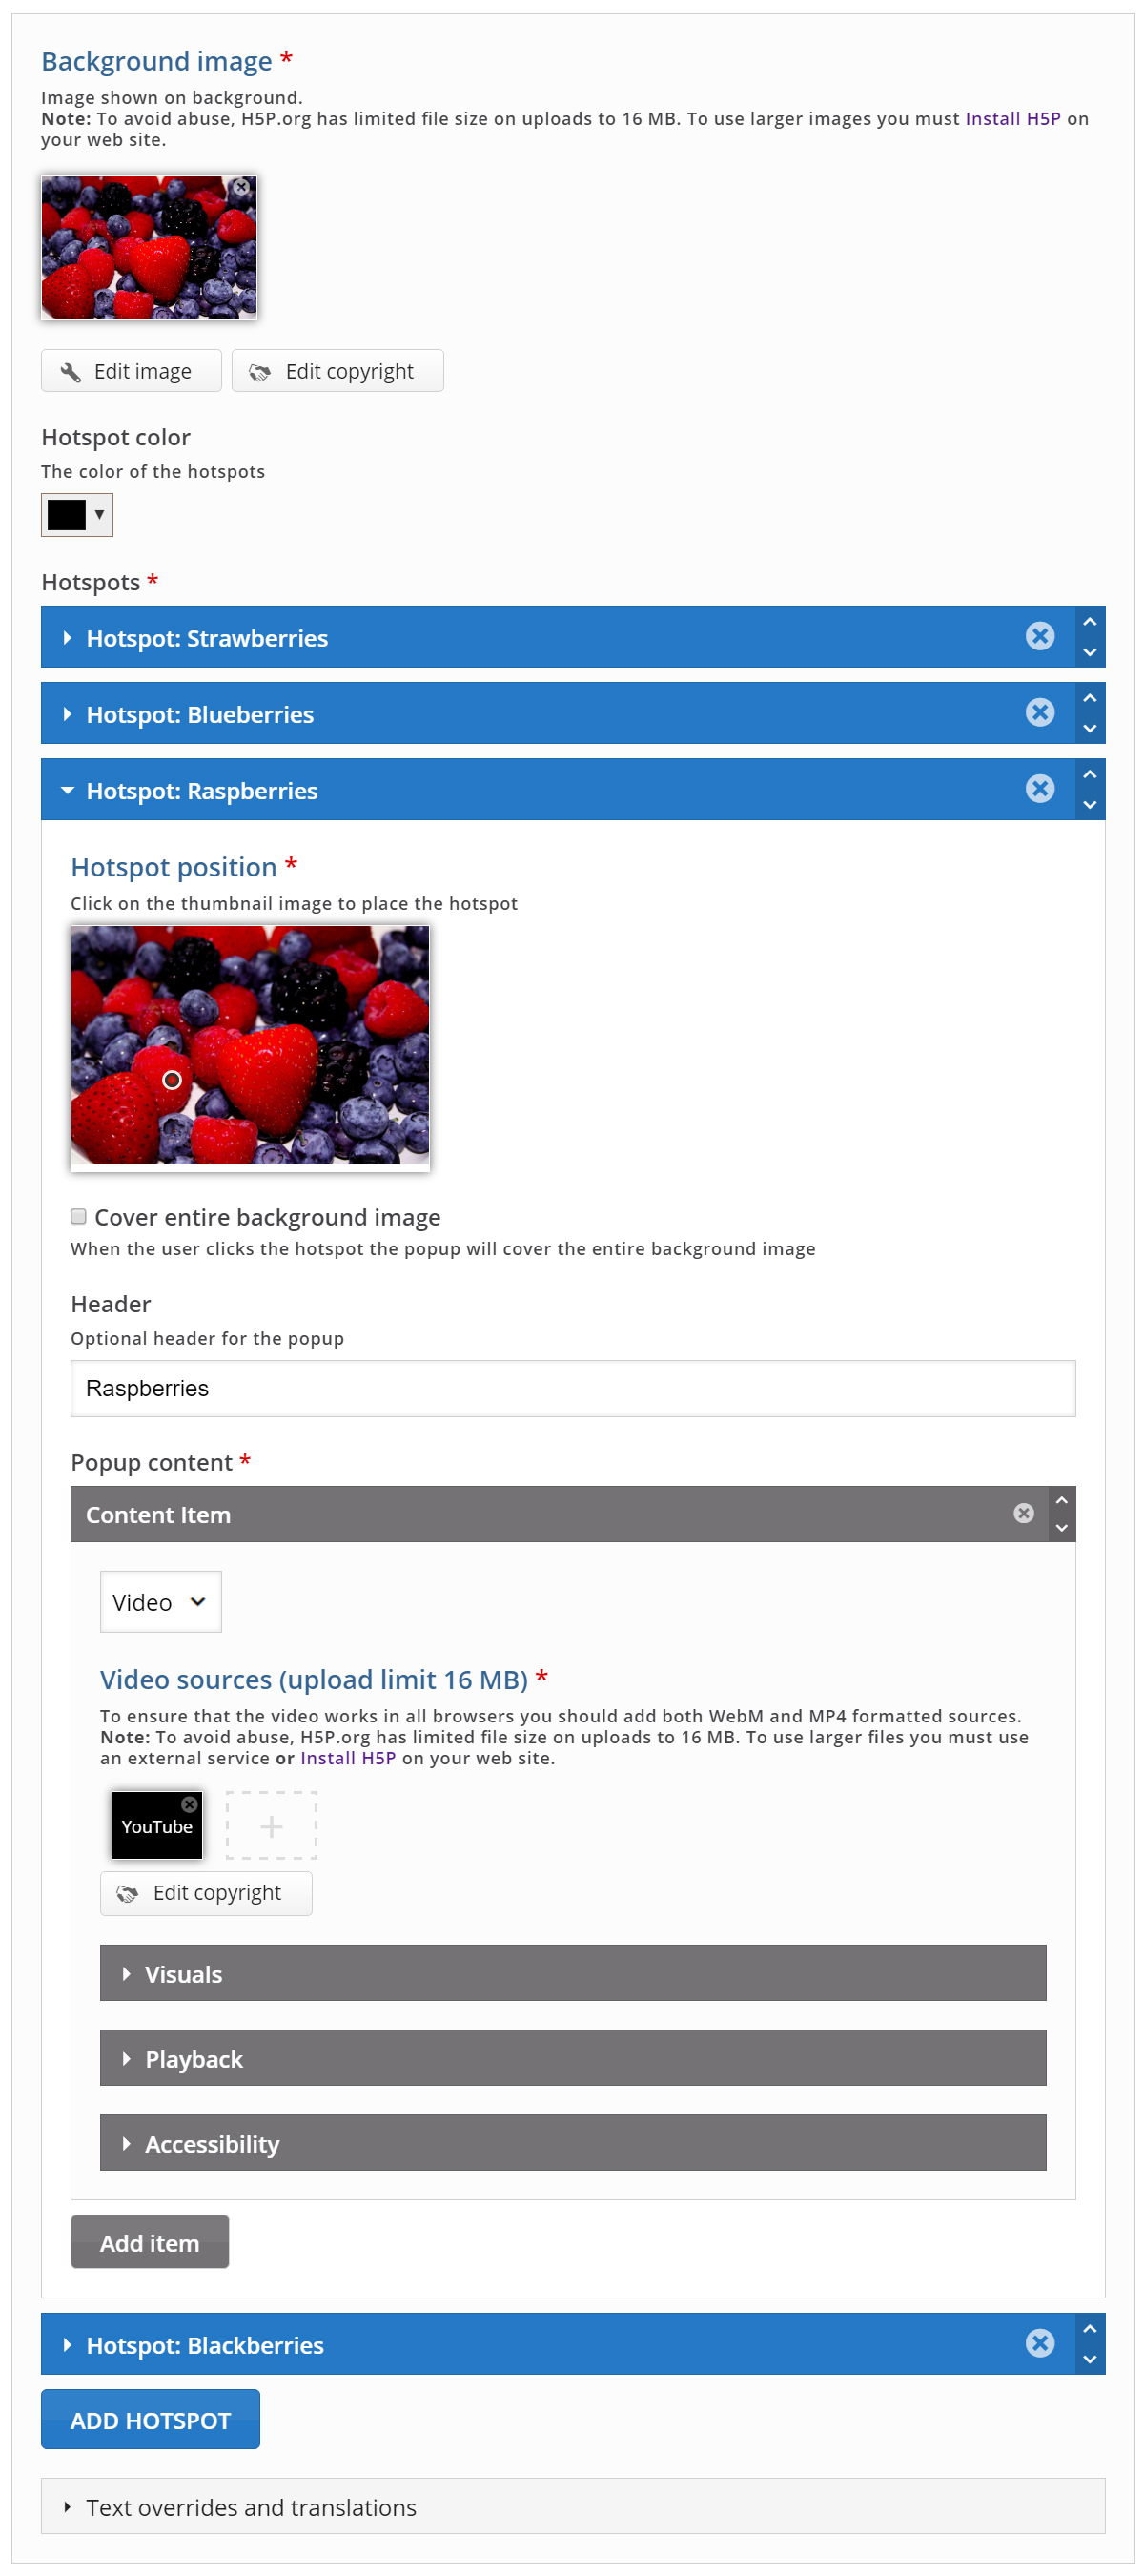 Background image *
Image shown on background.
Note: To avoid abuse, H5P.org has limited file size on uploads to 16 MB. To use larger images you must Install H5P on
your web site.
Edit image
Edit copyright
Hotspot color
The color of the hotspots
Hotspots *
Hotspot: Strawberries
Hotspot: Blueberries
Hotspot: Raspberries
Hotspot position *
Click on the thumbnail image to place the hotspot
Cover entire background image
When the user clicks the hotspot the popup will cover the entire background image
Header
Optional header for the popup
Raspberries
Popup content *
Content Item
Video
Video sources (upload limit 16 MB) *
To ensure that the video works in all browsers you should add both WebM and MP4 formatted sources.
Note: To avoid abuse, H5P.org has limited file size on uploads to 16 MB. To use larger files you must use
an external service or Install H5P on your web site.
YouTube
Edit copyright
Visuals
Playback
Accessibility
Add item
Hotspot: Blackberries
ADD HOTSPOT
Text overrides and translations